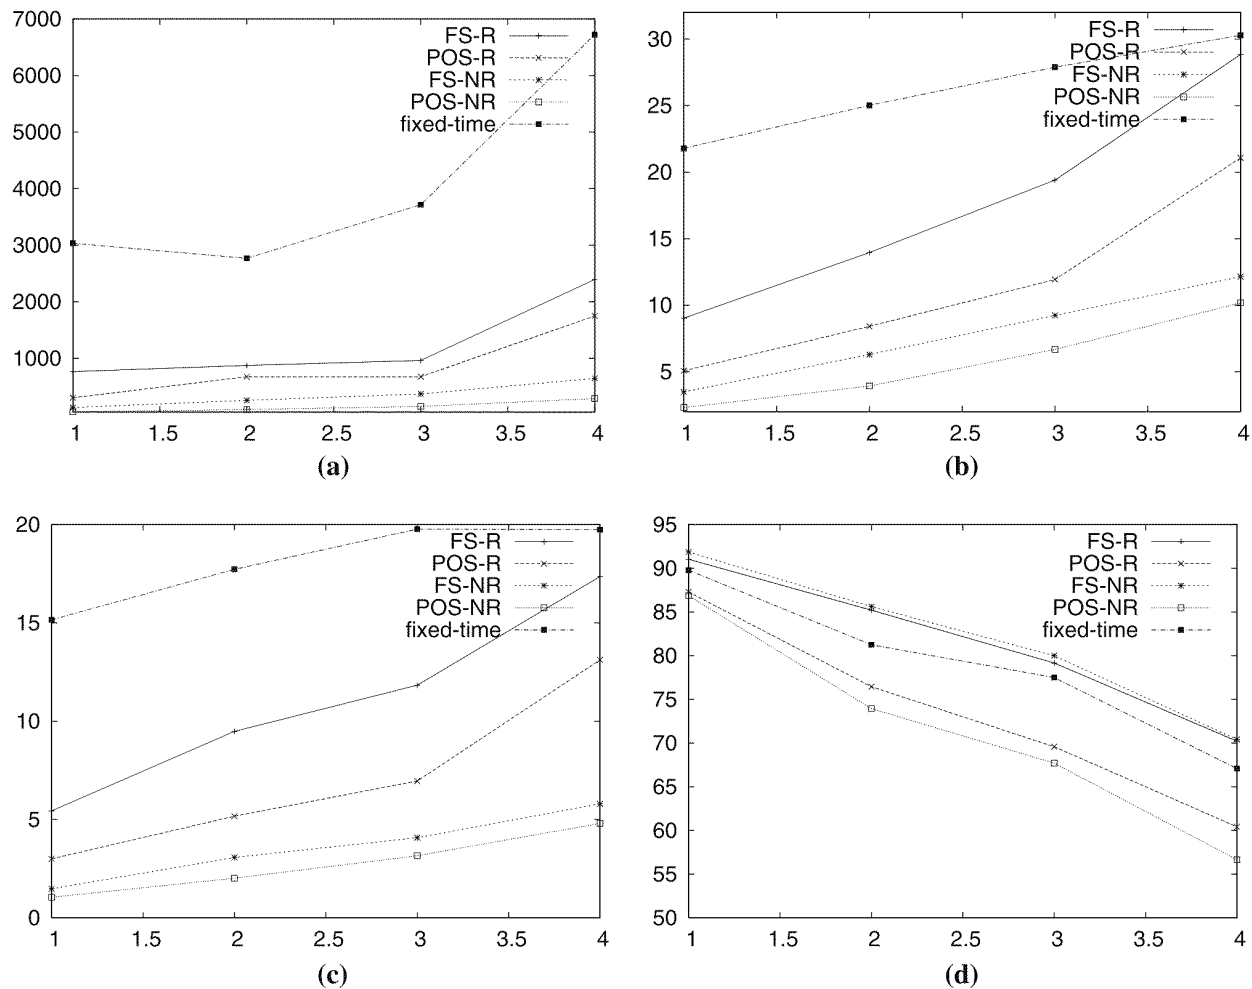 7000
6000
5000
4000
3000
2000
1000
FS-R
POS-R
FS-NR
POS-NR
fixed-time
1 1.5 2 2.5 3 3.5 4
(a)
30
25
20
15
10
5
FS-R
POS-R
FS-NR
POS-NR
fixed-time
1 1.5 2 2.5 3 3.5 4
(b)
20
15
10
5
0
FS-R
POS-R
FS-NR
POS-NR
fixed-time
1 1.5 2 2.5 3 3.5 4
(c)
95
90
85
80
75
70
65
60
55
50
FS-R
POS-R
FS-NR
POS-NR
fixed-time
1 1.5 2 2.5 3 3.5 4
(d)